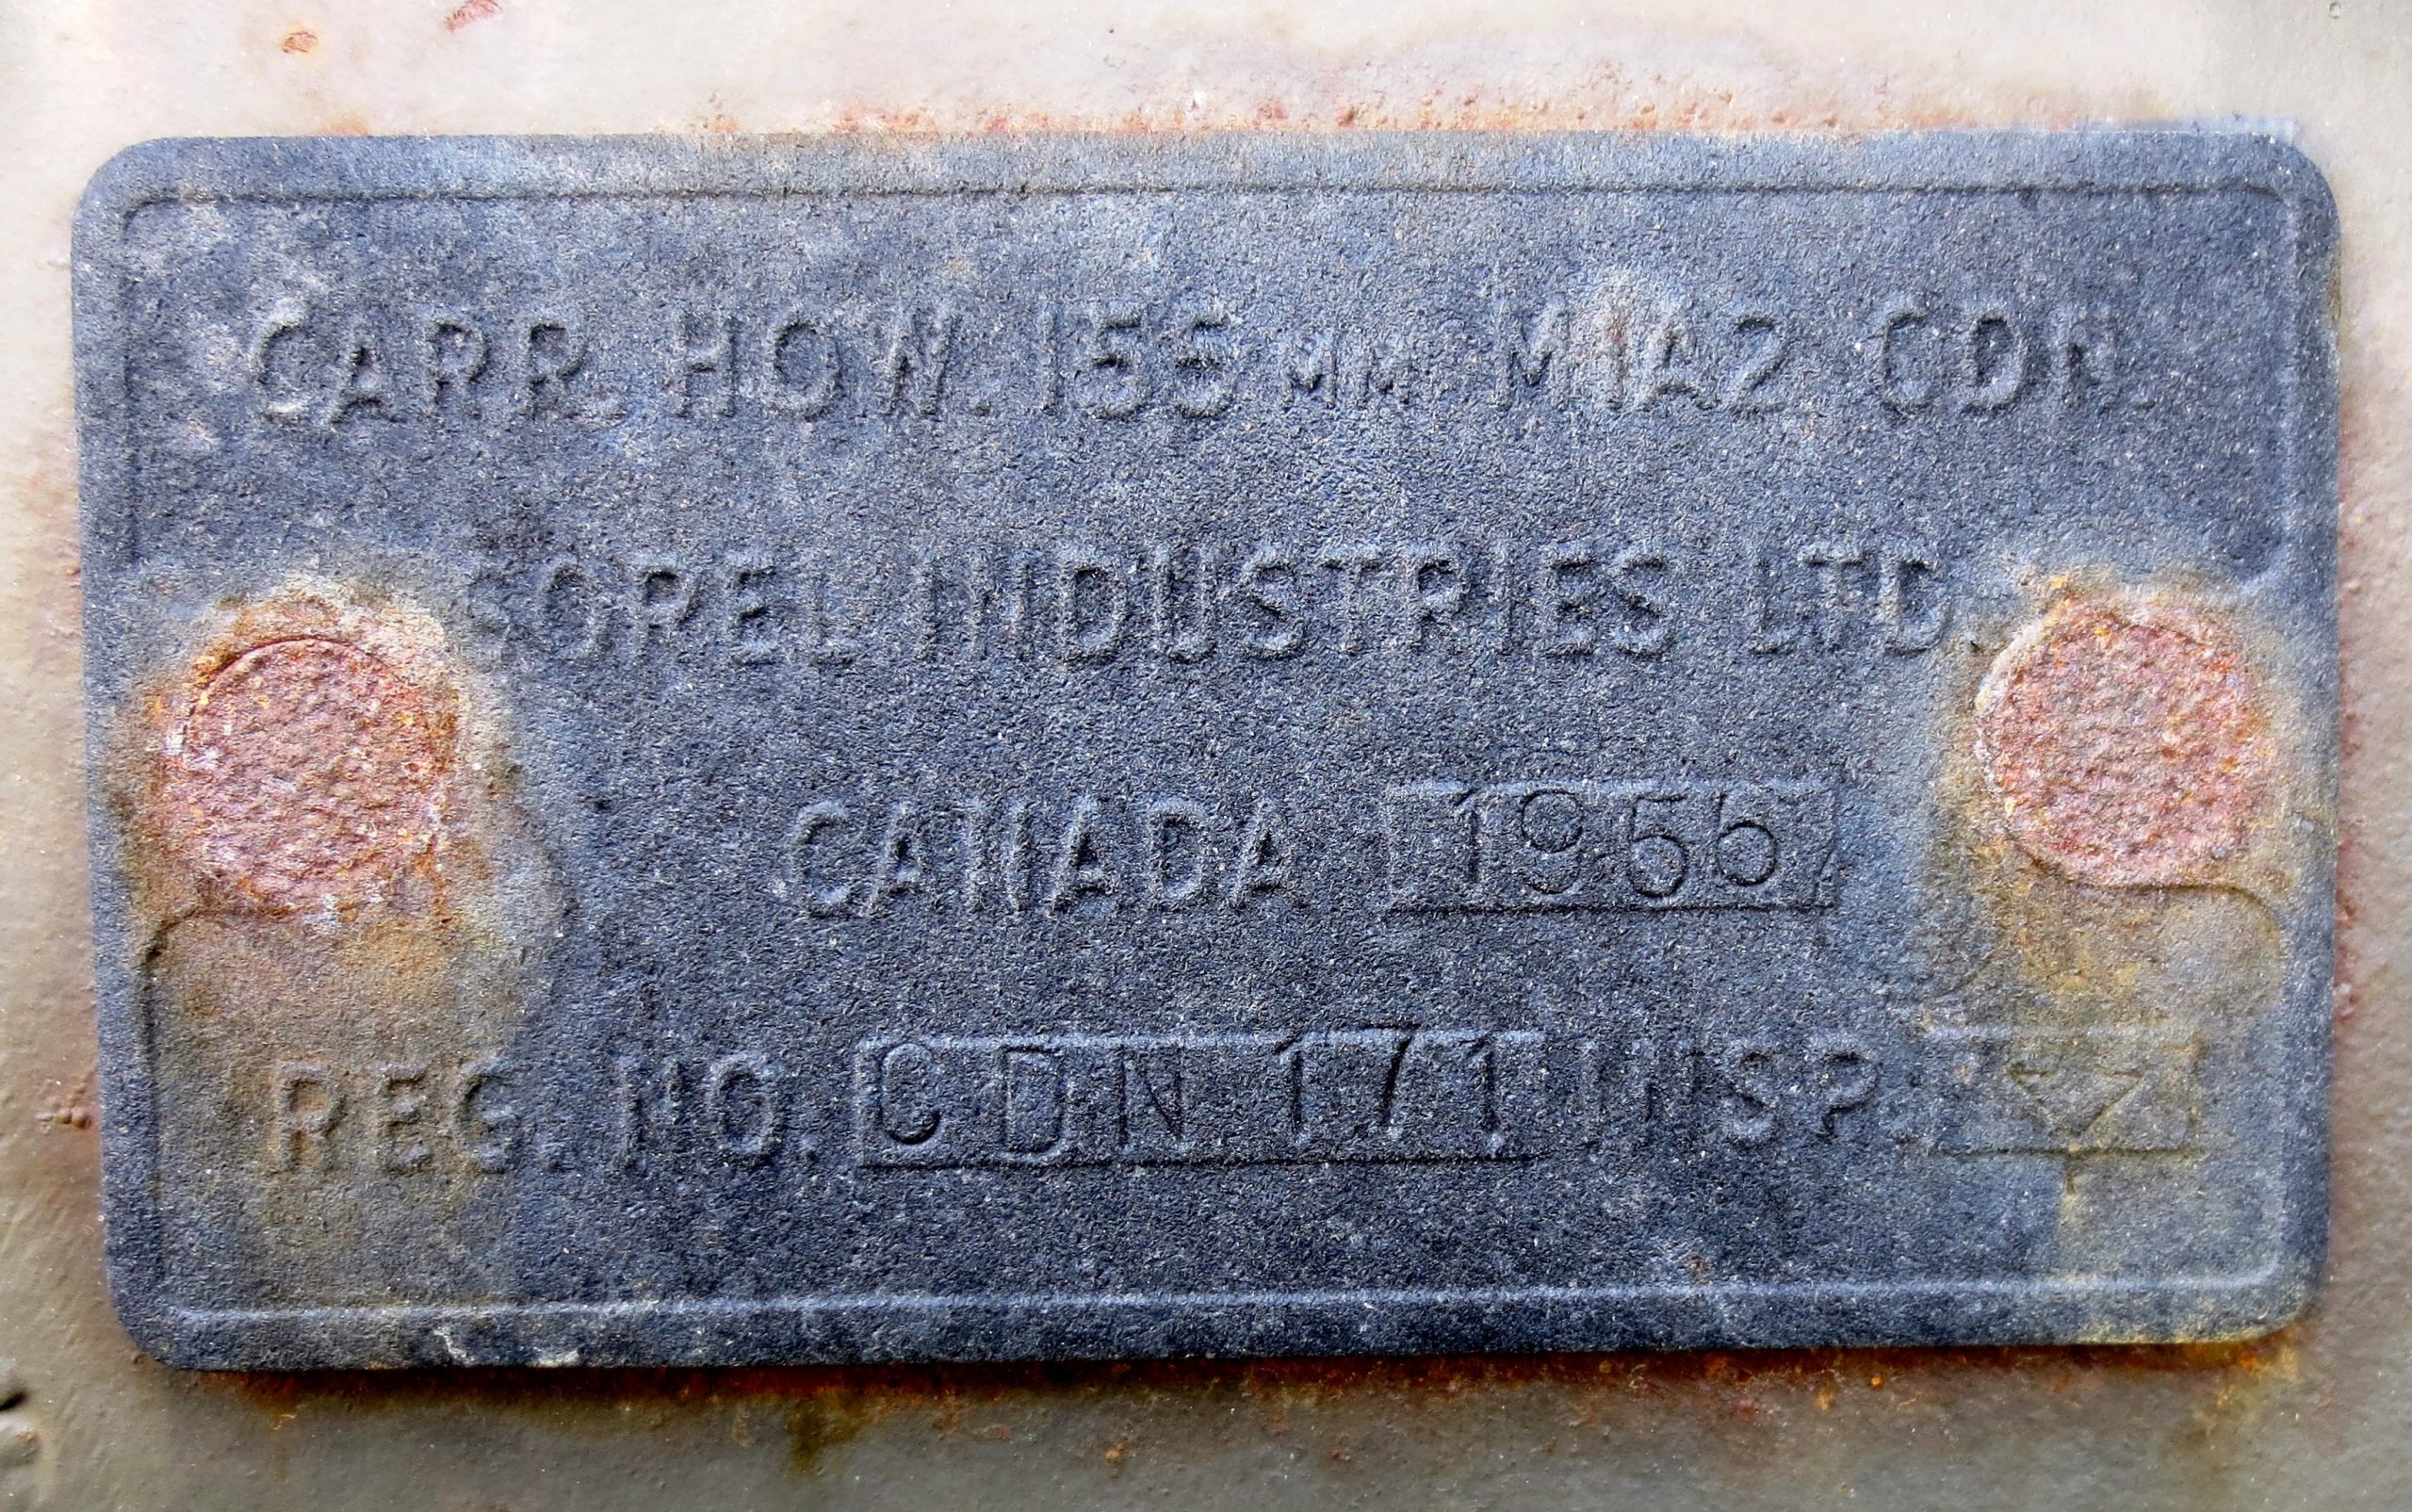 CARR. HOW. 155 MM M1A2 CDN.
SOREL INDUSTRIES LTD.
CANADA 1955
REG. NO. CDN 171 INSP.